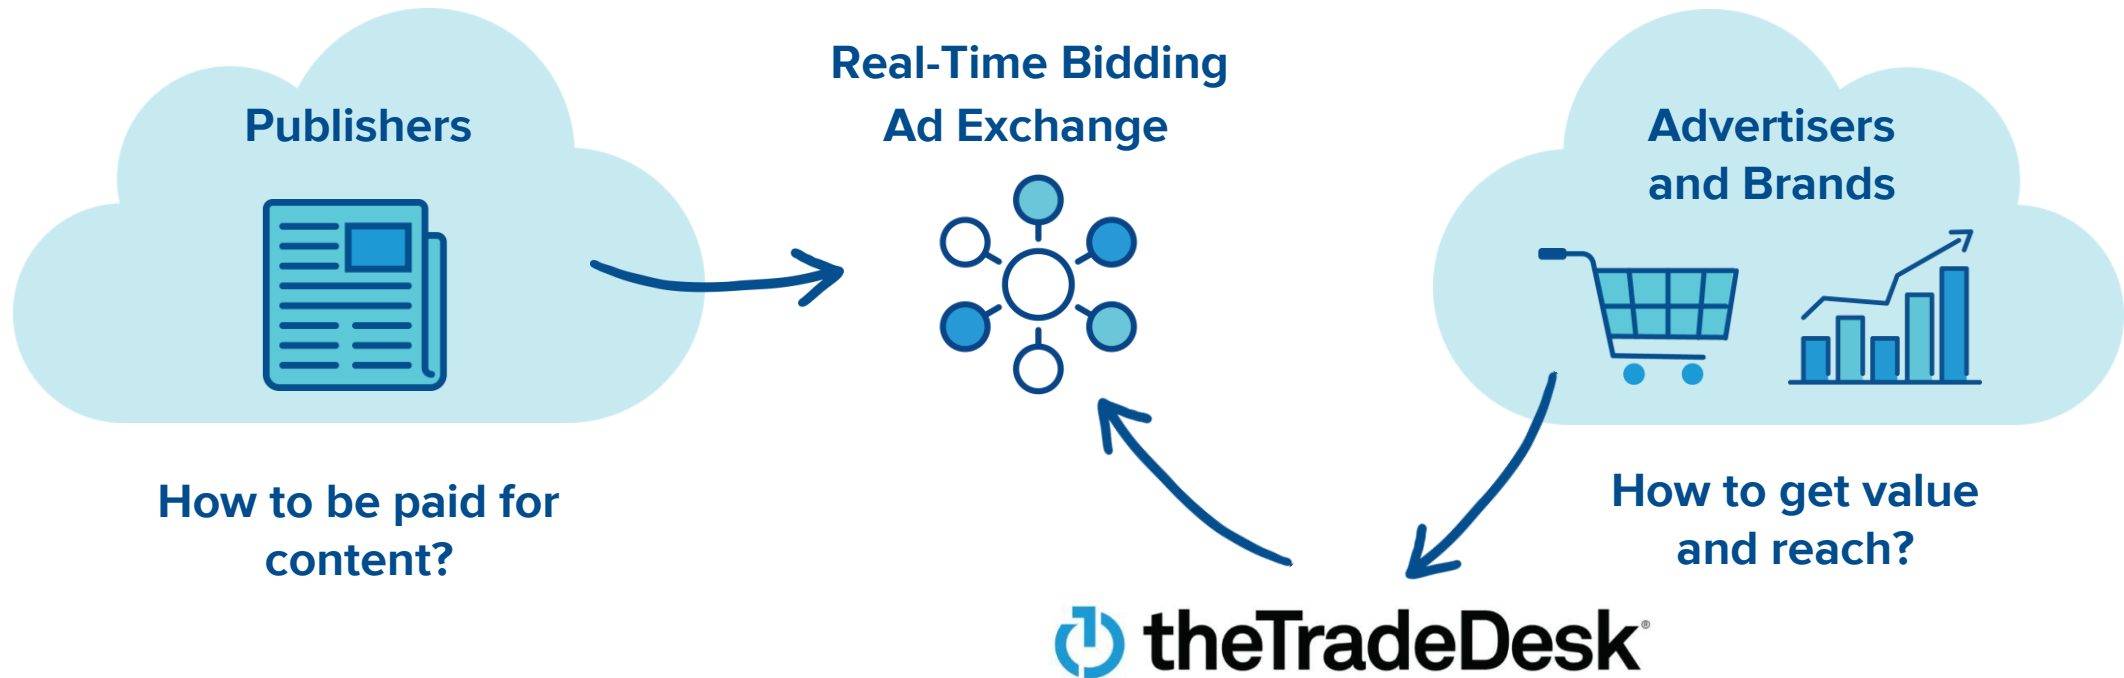 Publishers
How to be paid for
content?
Real-Time Bidding
Ad Exchange
Advertisers
and Brands
How to get value
and reach?
theTradeDesk®